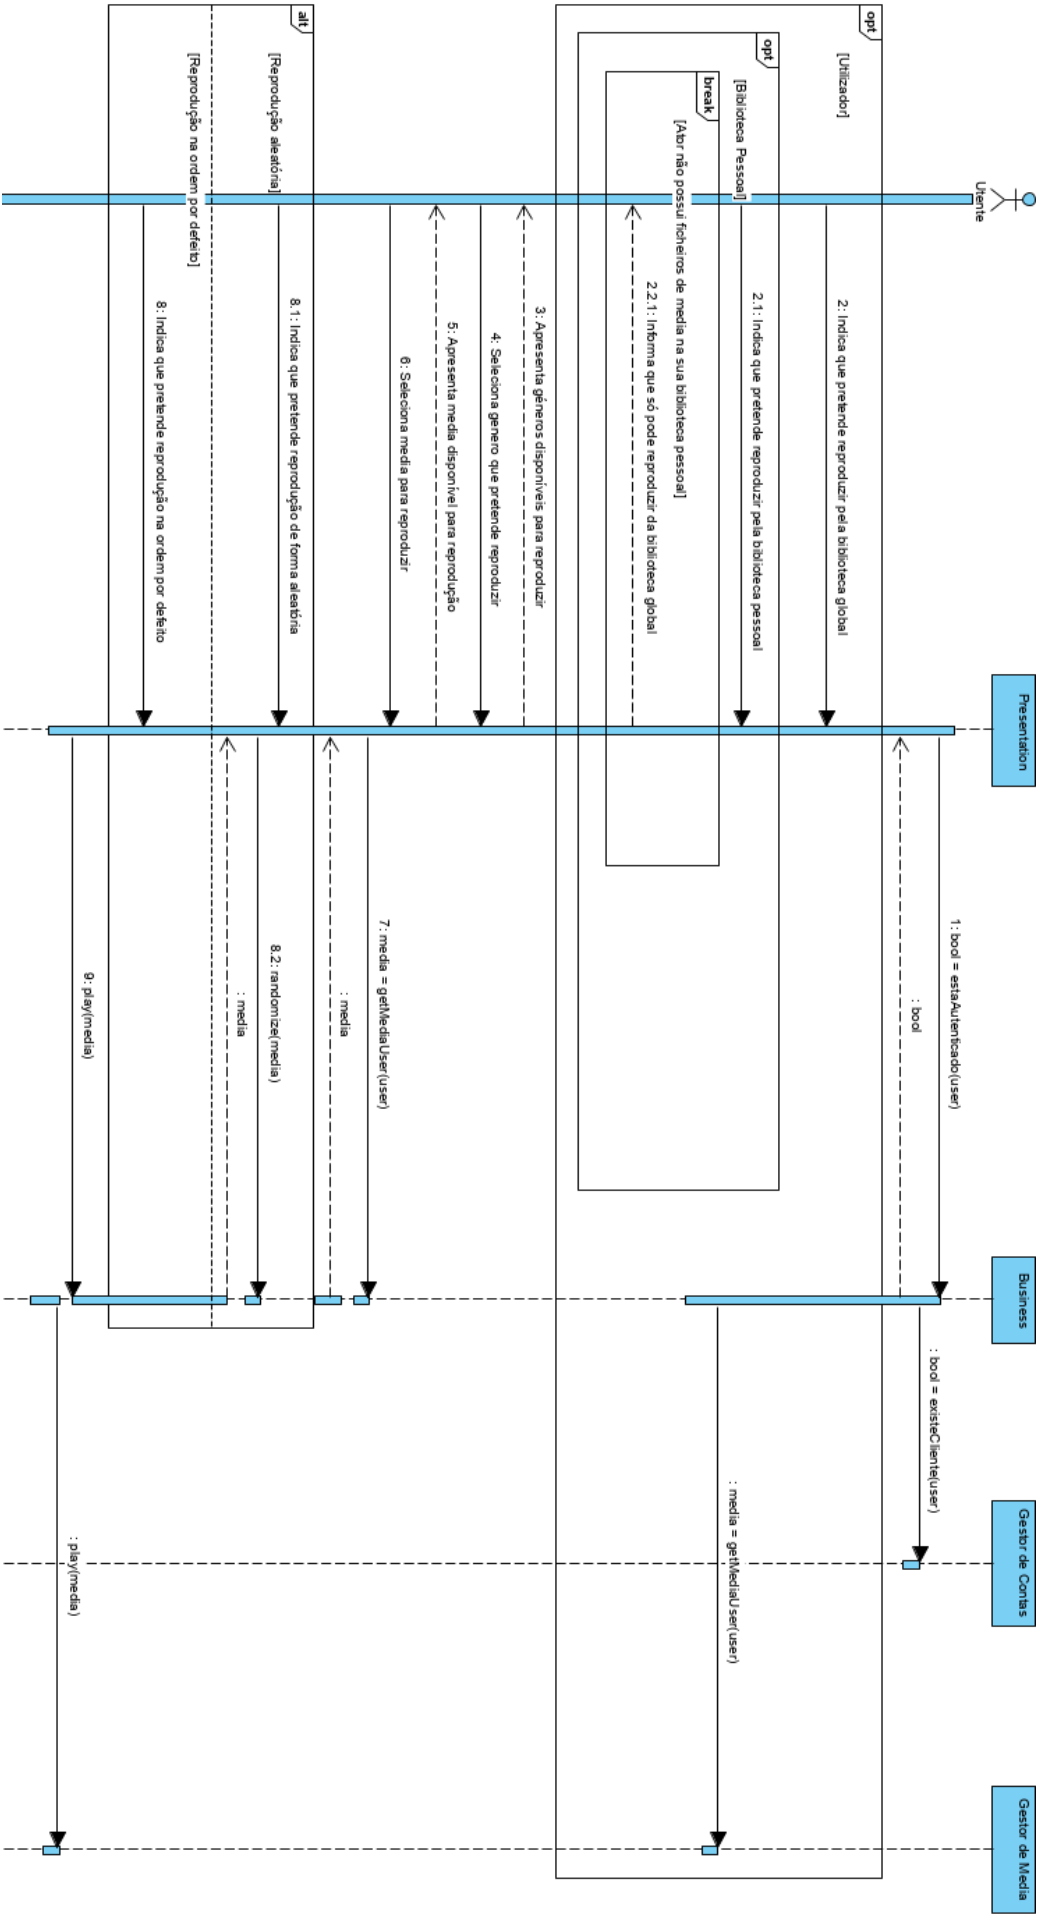 Utente
Presentation
Business
Gestor de Contas
Gestor de Media
1: bool = estaAutenticado(user)
: bool = existeCliente(user)
: bool
opt
[Utilizador]
2: Indica que pretende reproduzir pela biblioteca global
opt
[Biblioteca Pessoal]
2.1: Indica que pretende reproduzir pela biblioteca pessoal
: media = getMediaUser(user)
break
[Ator não possui ficheiros de media na sua biblioteca pessoal]
2.2.1: Informa que só pode reproduzir da biblioteca global
3: Apresenta géneros disponíveis para reproduzir
4: Seleciona genero que pretende reproduzir
5: Apresenta media disponível para reprodução
6: Seleciona media para reproduzir
7: media = getMediaUser(user)
: media
alt
[Reprodução aleatória]
8.1: Indica que pretende reprodução de forma aleatória
8.2: randomize(media)
: media
[Reprodução na ordem por defeito]
8: Indica que pretende reprodução na ordem por defeito
9: play(media)
: play(media)